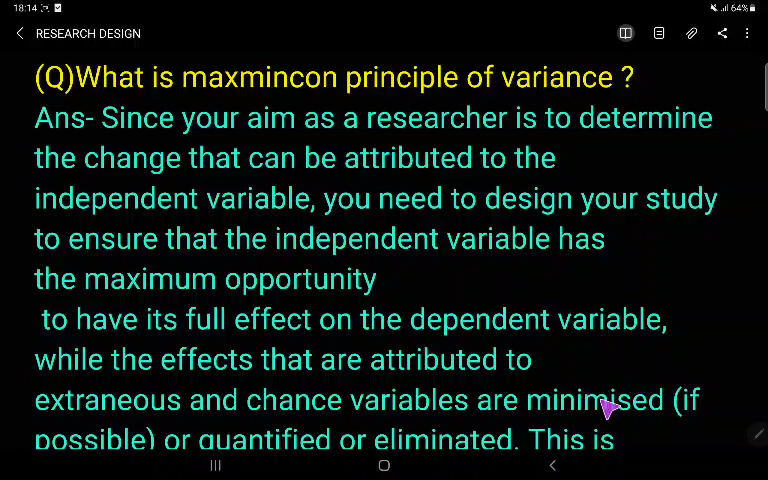 18:14
64%
RESEARCH DESIGN
(Q)What is maxmincon principle of variance ?
Ans- Since your aim as a researcher is to determine
the change that can be attributed to the
independent variable, you need to design your study
to ensure that the independent variable has
the maximum opportunity
to have its full effect on the dependent variable,
while the effects that are attributed to
extraneous and chance variables are minimised (if
possible) or quantified or eliminated. This is